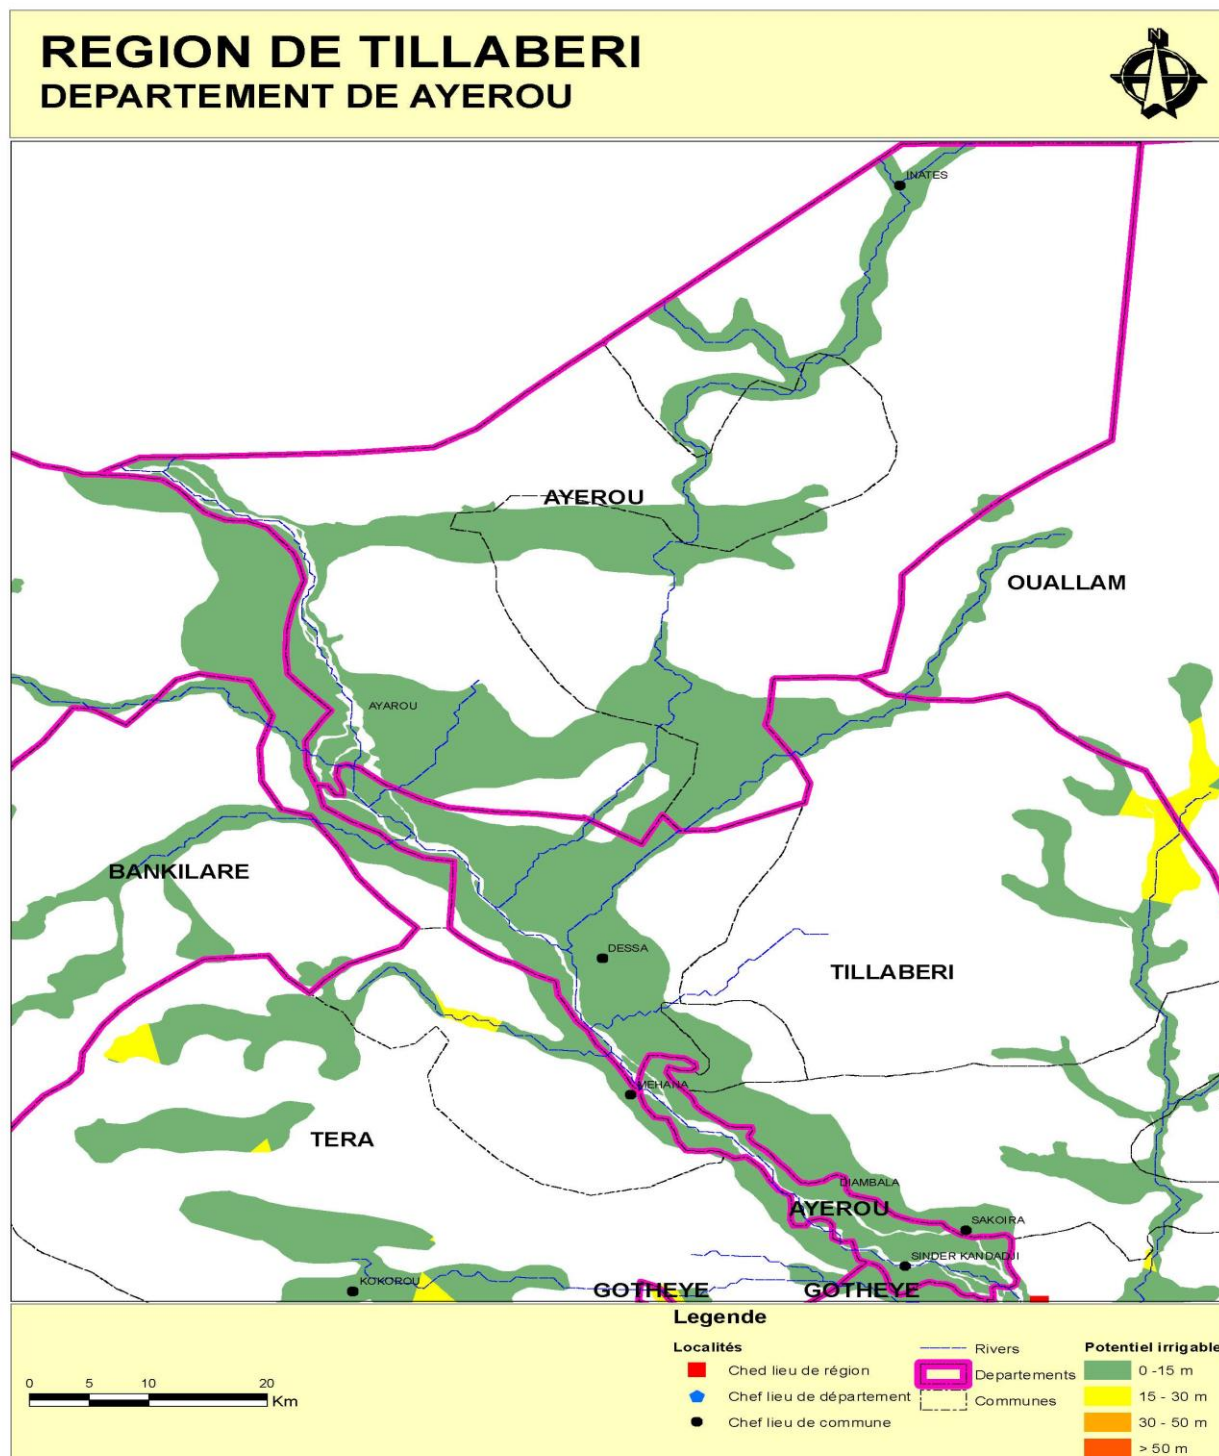 REGION DE TILLABERI
DEPARTEMENT DE AYEROU
N
INATES
AYEROU
OUALLAM
AYAROU
BANKILARE
DESSA
TILLABERI
MEHANA
TERA
DIAMBALA
AYEROU
SAKOIRA
SINDER KANDADJI
KOKOROU
GOTHEYE
GOTHEYE
Legende
Localités
Ched lieu de région
Chef lieu de département
Chef lieu de commune
Rivers
Departements
Communes
Potentiel irrigable
0 -15 m
15 - 30 m
30 - 50 m
> 50 m
0 5 10 20
Km